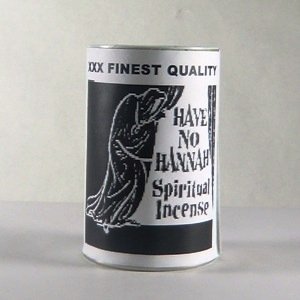 XXX FINEST QUALITY
HAVE
NO
HANNAH
Spiritual
Incense